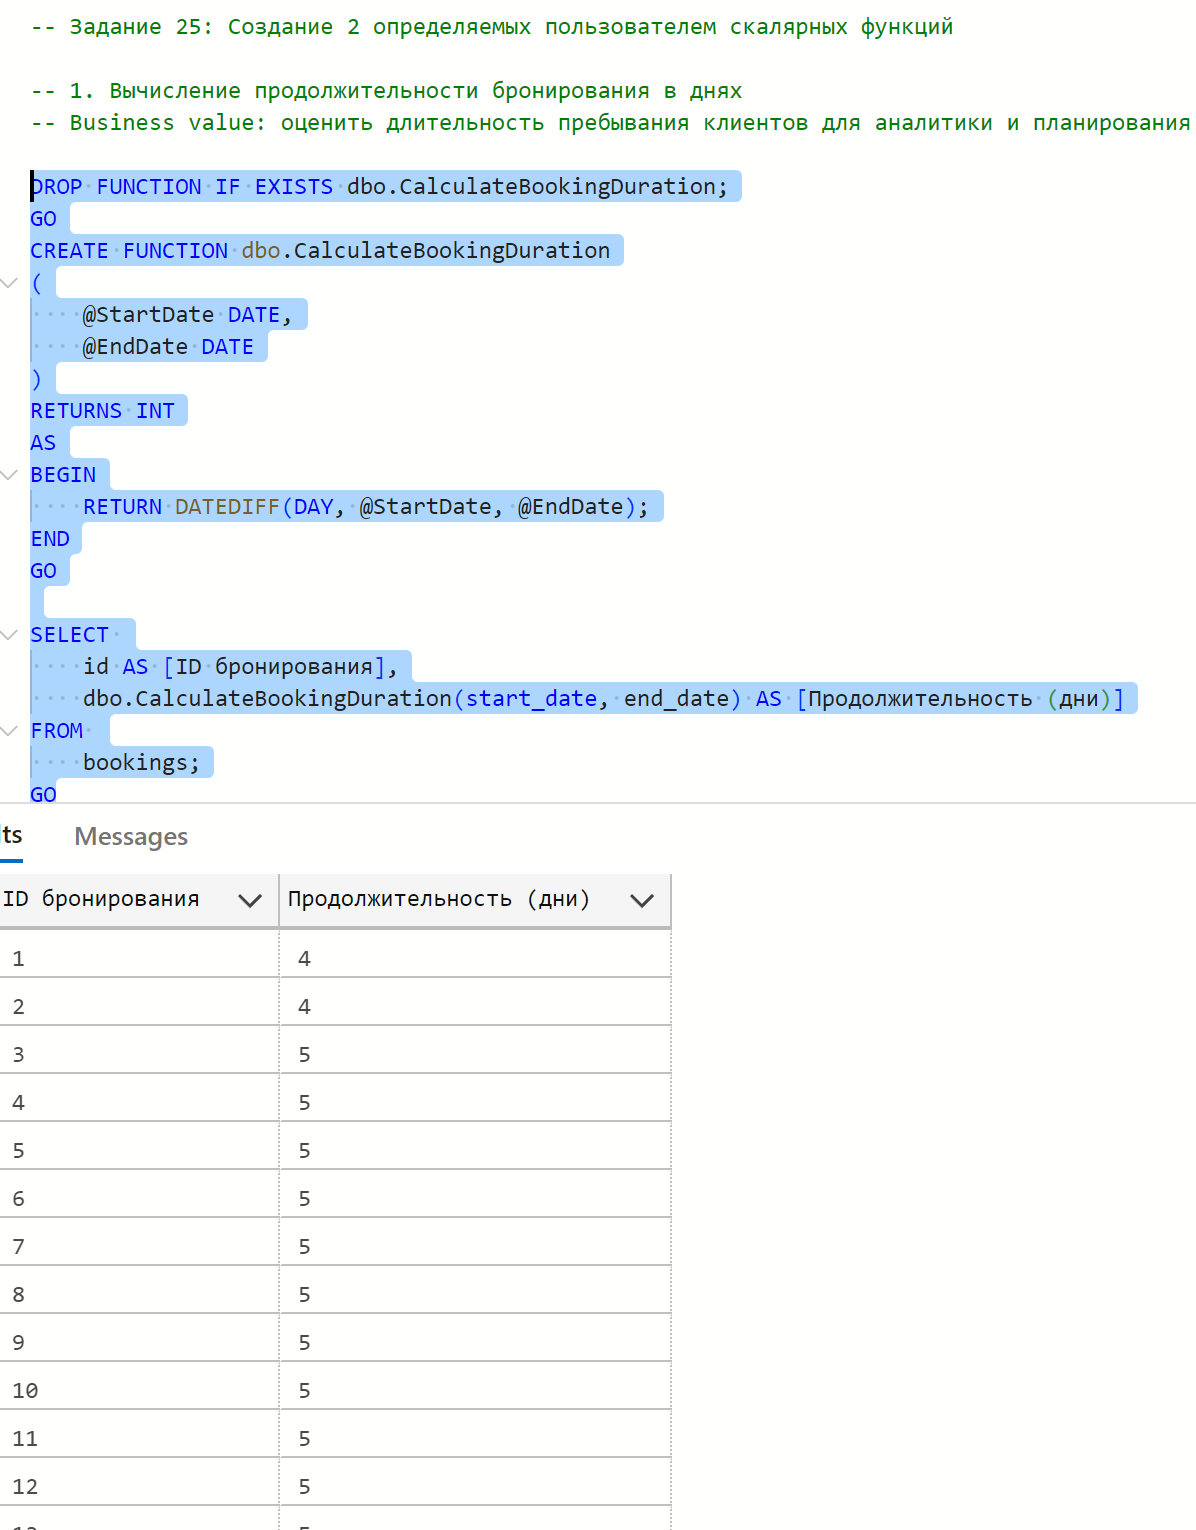 -- Задание 25: Создание 2 определяемых пользователем скалярных функций
-- 1. Вычисление продолжительности бронирования в днях
-- Business value: оценить длительность пребывания клиентов для аналитики и планирования
DROP FUNCTION IF EXISTS dbo.CalculateBookingDuration;
GO
CREATE FUNCTION dbo.CalculateBookingDuration
(
@StartDate DATE,
@EndDate DATE
)
RETURNS INT
AS
BEGIN
RETURN DATEDIFF(DAY, @StartDate, @EndDate);
END
GO
SELECT
id AS [ID бронирования],
dbo.CalculateBookingDuration(start_date, end_date) AS [Продолжительность (дни)]
FROM
bookings;
GO
lts Messages
ID бронирования Продолжительность (дни)
1 4
2 4
3 5
4 5
5 5
6 5
7 5
8 5
9 5
10 5
11 5
12 5